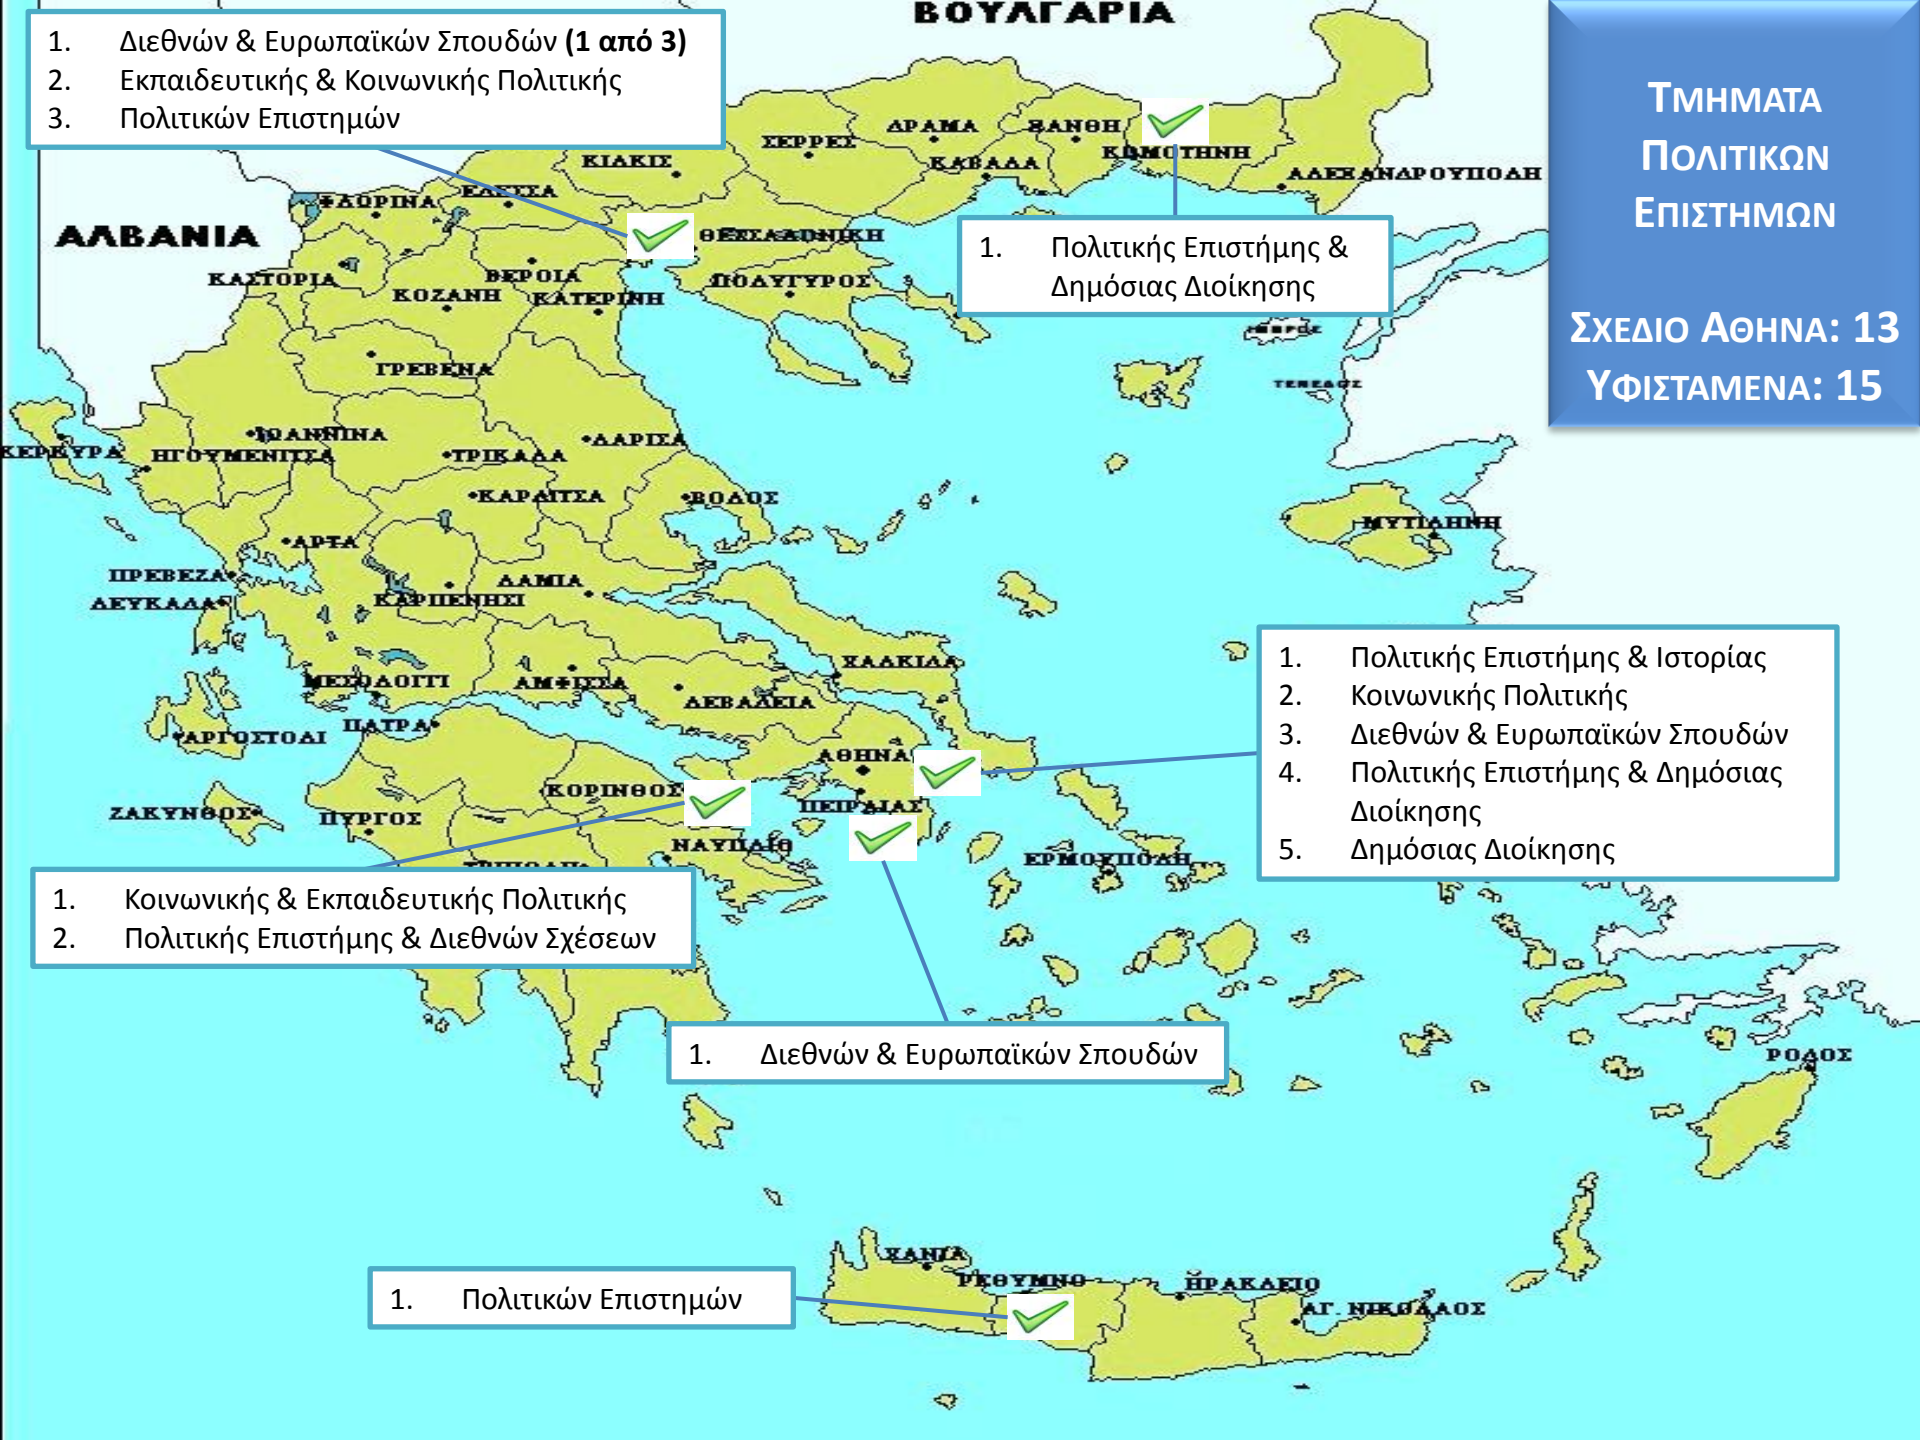 ΒΟΥΛΓΑΡΙΑ
1. Διεθνών & Ευρωπαϊκών Σπουδών (1 από 3)
2. Εκπαιδευτικής & Κοινωνικής Πολιτικής
3. Πολιτικών Επιστημών
ΤΜΗΜΑΤΑ
ΠΟΛΙΤΙΚΩΝ
ΕΠΙΣΤΗΜΩΝ
ΣΧΕΔΙΟ ΑΘΗΝΑ: 13
ΥΦΙΣΤΑΜΕΝΑ: 15
ΔΡΑΜΑ
ΞΑΝΘΗ
ΣΕΡΡΕΣ
ΚΙΛΚΙΣ
ΚΑΒΑΛΑ
ΚΟΜΟΤΗΝΗ
ΑΛΕΞΑΝΔΡΟΥΠΟΛΗ
ΕΔΕΣΣΑ
ΦΛΩΡΙΝΑ
ΑΛΒΑΝΙΑ
ΘΕΣΣΑΛΟΝΙΚΗ
1. Πολιτικής Επιστήμης &
Δημόσιας Διοίκησης
ΚΑΣΤΟΡΙΑ
ΒΕΡΟΙΑ
ΠΟΛΥΓΥΡΟΣ
ΚΟΖΑΝΗ
ΚΑΤΕΡΙΝΗ
ΓΡΕΒΕΝΑ
ΤΕΝΕΔΟΣ
ΙΩΑΝΝΙΝΑ
ΛΑΡΙΣΑ
ΚΕΡΚΥΡΑ
ΗΓΟΥΜΕΝΙΤΣΑ
ΤΡΙΚΑΛΑ
ΚΑΡΔΙΤΣΑ
ΒΟΛΟΣ
ΜΥΤΙΛΗΝΗ
ΑΡΤΑ
ΠΡΕΒΕΖΑ
ΛΑΜΙΑ
ΛΕΥΚΑΔΑ
ΚΑΡΠΕΝΗΣΙ
ΧΑΛΚΙΔΑ
ΜΕΣΟΛΟΓΓΙ
ΑΜΦΙΣΣΑ
ΛΕΒΑΔΕΙΑ
1. Πολιτικής Επιστήμης & Ιστορίας
2. Κοινωνικής Πολιτικής
3. Διεθνών & Ευρωπαϊκών Σπουδών
4. Πολιτικής Επιστήμης & Δημόσιας
Διοίκησης
5. Δημόσιας Διοίκησης
ΠΑΤΡΑ
ΑΡΓΟΣΤΟΛΙ
ΑΘΗΝΑ
ΚΟΡΙΝΘΟΣ
ΠΕΙΡΑΙΑΣ
ΖΑΚΥΝΘΟΣ
ΠΥΡΓΟΣ
ΝΑΥΠΛΙΟ
ΕΡΜΟΥΠΟΛΗ
1. Κοινωνικής & Εκπαιδευτικής Πολιτικής
2. Πολιτικής Επιστήμης & Διεθνών Σχέσεων
1. Διεθνών & Ευρωπαϊκών Σπουδών
ΡΟΔΟΣ
ΧΑΝΙΑ
ΡΕΘΥΜΝΟ
ΗΡΑΚΛΕΙΟ
ΑΓ. ΝΙΚΟΛΑΟΣ
1. Πολιτικών Επιστημών